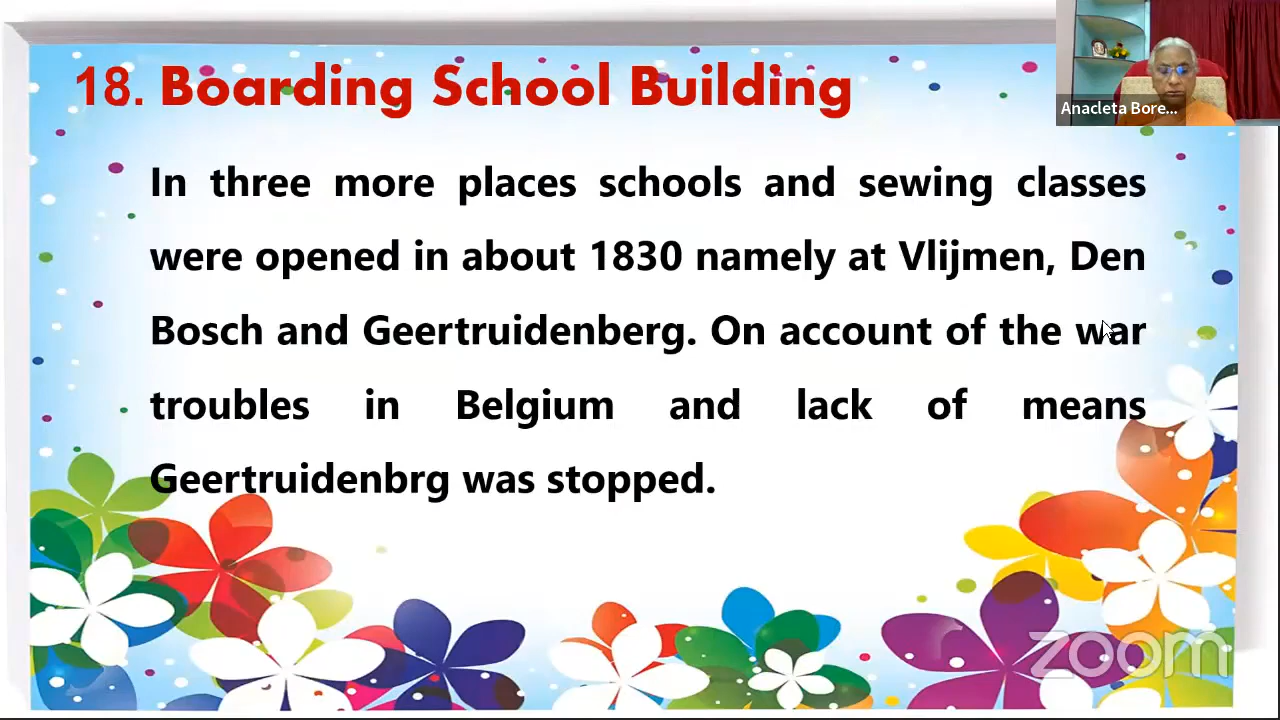 18. Boarding School Building
Anacleta Bore...
In three more places schools and sewing classes
were opened in about 1830 namely at Vlijmen, Den
Bosch and Geertruidenberg. On account of the war
troubles in Belgium and lack of means
Geertruidenbrg was stopped.
zoom